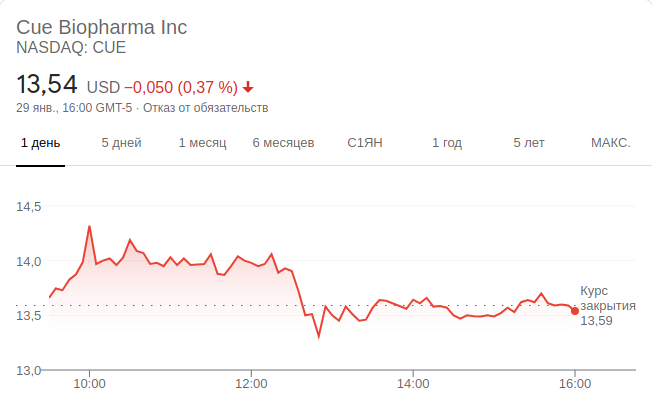 Cue Biopharma Inc
NASDAQ: CUE
13,54 USD −0,050 (0,37 %)
29 янв., 16:00 GMT-5 · Отказ от обязательств
1 день 5 дней 1 месяц 6 месяцев С1ЯН 1 год 5 лет МАКС.
14,5
14,0
13,5
13,0
Курс
закрытия
13,59
10:00 12:00 14:00 16:00